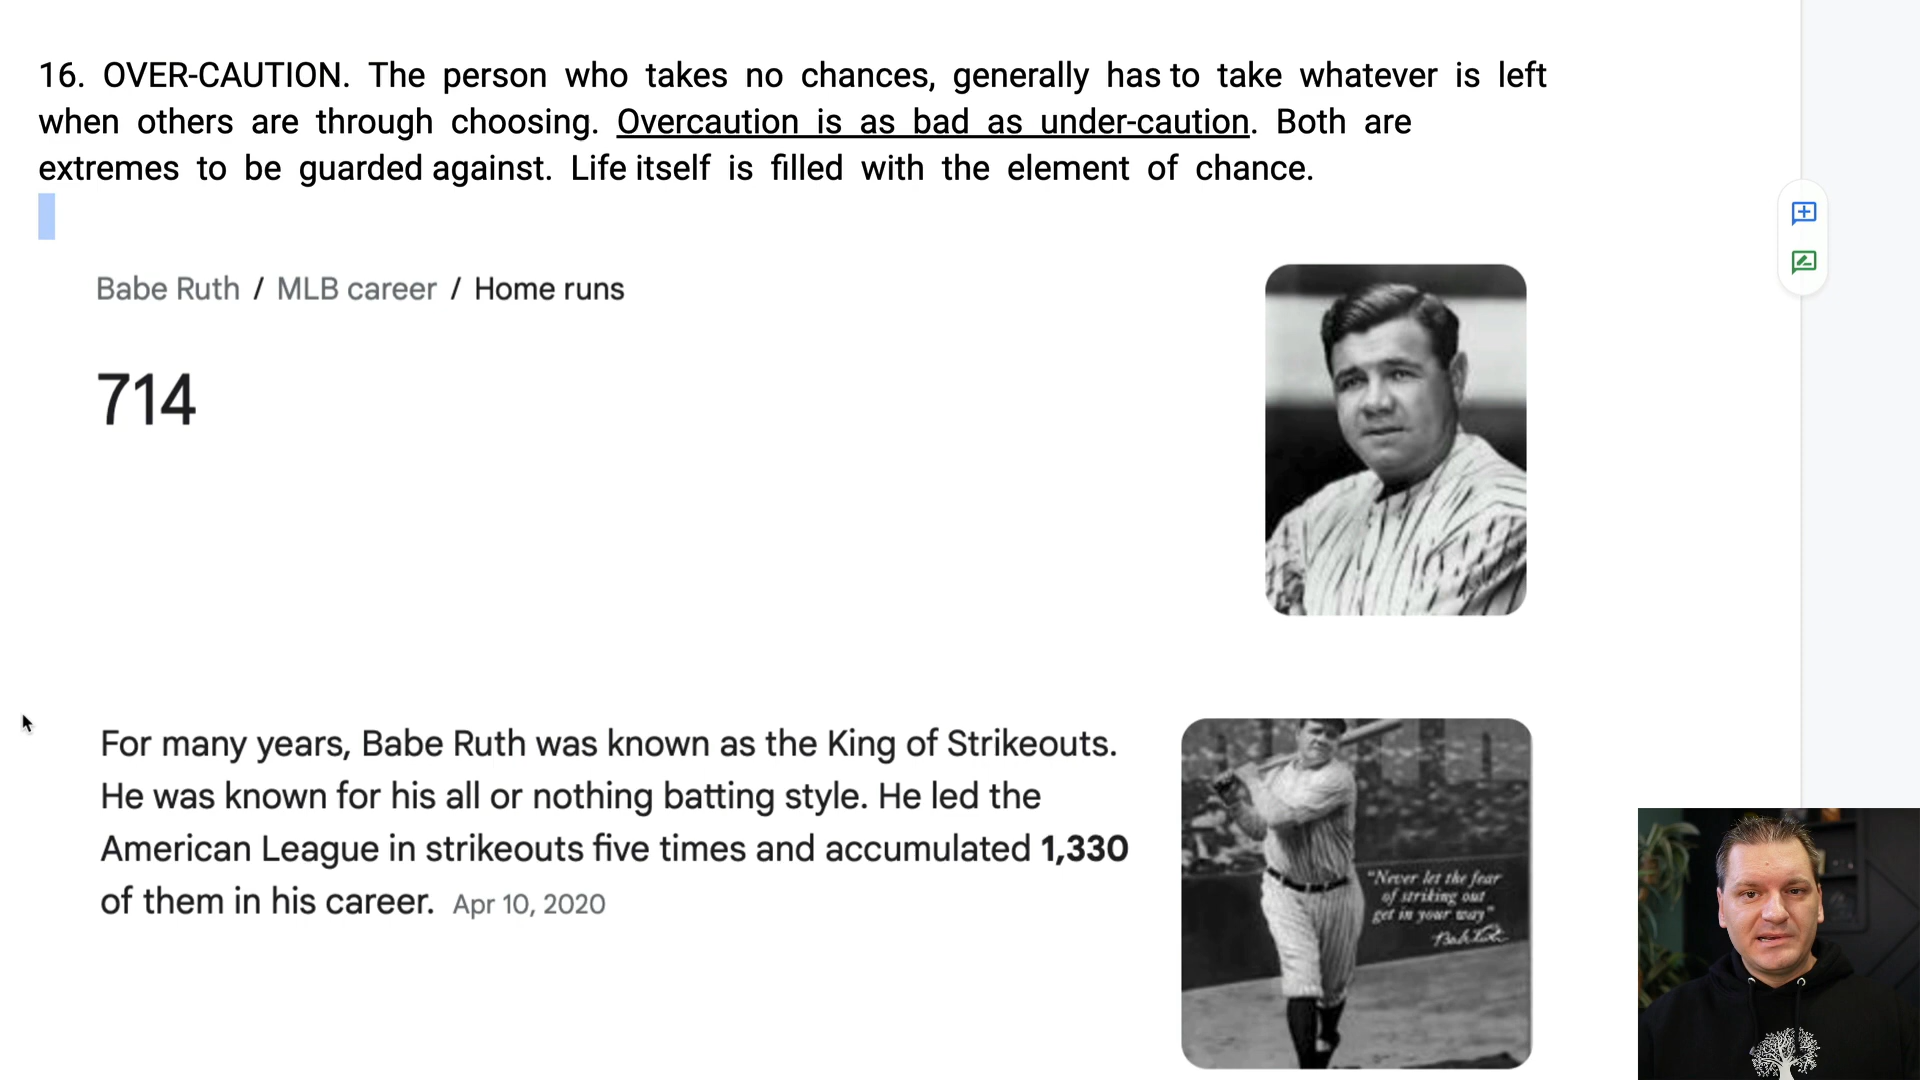 16. OVER-CAUTION. The person who takes no chances, generally has to take whatever is left
when others are through choosing. Overcaution is as bad as under-caution. Both are
extremes to be guarded against. Life itself is filled with the element of chance.
Babe Ruth / MLB career / Home runs
714
For many years, Babe Ruth was known as the King of Strikeouts.
He was known for his all or nothing batting style. He led the
American League in strikeouts five times and accumulated 1,330
of them in his career. Apr 10, 2020
"Never let the fear
of striking out
get in your way"
Babe Ruth